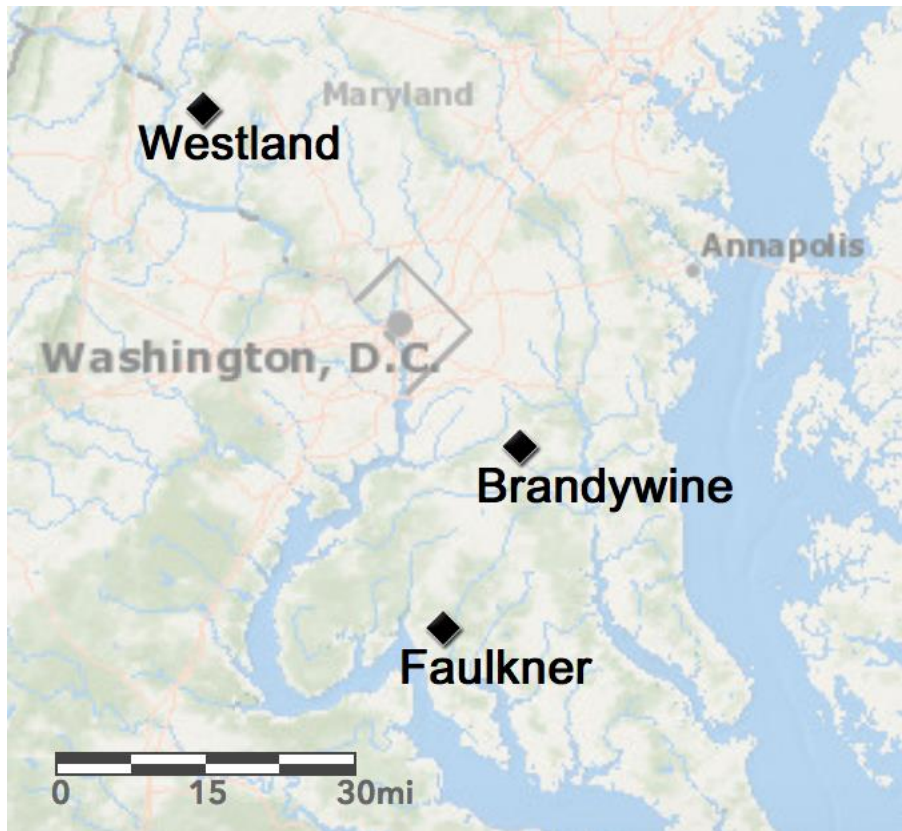 Maryland
Westland
Annapolis
Washington, D.C.
Brandywine
Faulkner
0 15 30mi